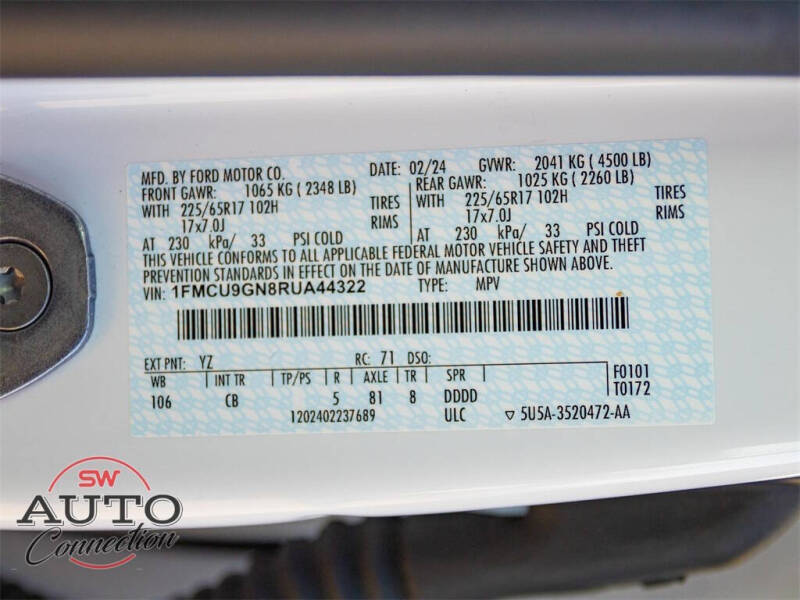 MFD. BY FORD MOTOR CO. DATE: 02/24 GVWR: 2041 KG ( 4500 LB)
FRONT GAWR: 1065 KG ( 2348 LB) REAR GAWR: 1025 KG ( 2260 LB)
WITH 225/65R17 102H TIRES WITH 225/65R17 102H TIRES
17x7.0J RIMS 17x7.0J RIMS
AT 230 kPa/ 33 PSI COLD AT 230 kPa/ 33 PSI COLD
THIS VEHICLE CONFORMS TO ALL APPLICABLE FEDERAL MOTOR VEHICLE SAFETY AND THEFT
PREVENTION STANDARDS IN EFFECT ON THE DATE OF MANUFACTURE SHOWN ABOVE.
VIN: 1FMCU9GN8RUA44322 TYPE: MPV
EXT PNT: YZ RC: 71 DSO:
WB INT TR TP/PS R AXLE TR SPR F0101
106 CB 5 81 8 DDDD T0172
1202402237689 ULC ▽ 5U5A-3520472-AA
SW
AUTO
Connection